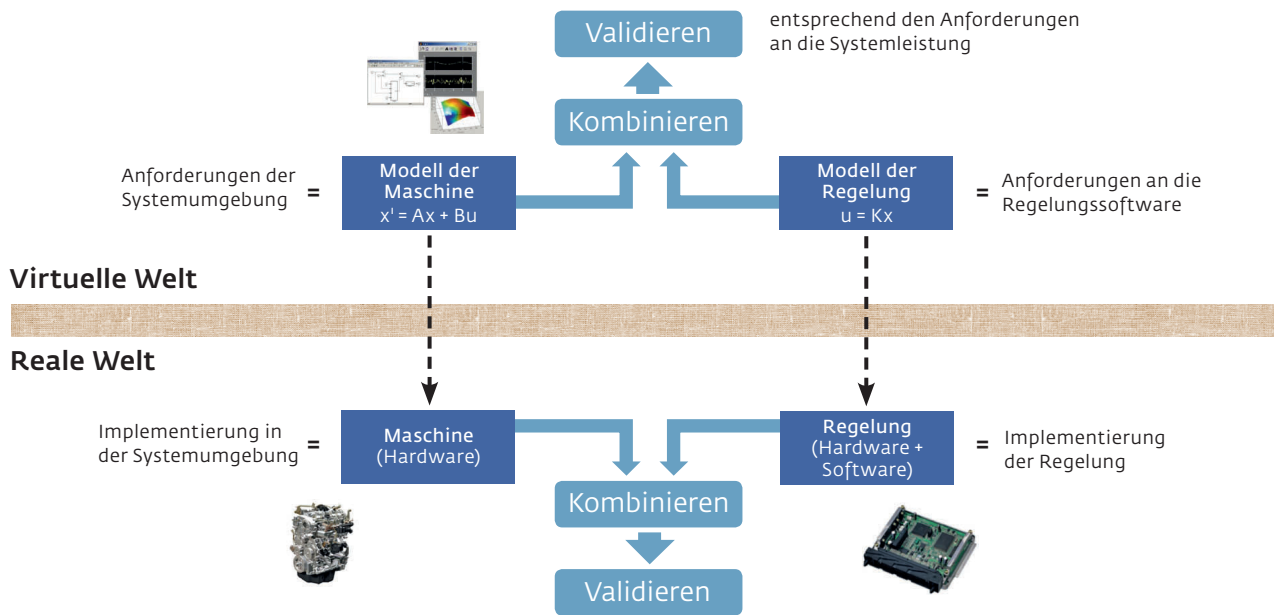 Validieren
entsprechend den Anforderungen
an die Systemleistung
Kombinieren
Anforderungen der
Systemumgebung
=
Modell der
Maschine
x' = Ax + Bu
Modell der
Regelung
u = Kx
=
Anforderungen an die
Regelungssoftware
Virtuelle Welt
Reale Welt
Implementierung in
der Systemumgebung
=
Maschine
(Hardware)
Regelung
(Hardware +
Software)
=
Implementierung
der Regelung
Kombinieren
Validieren